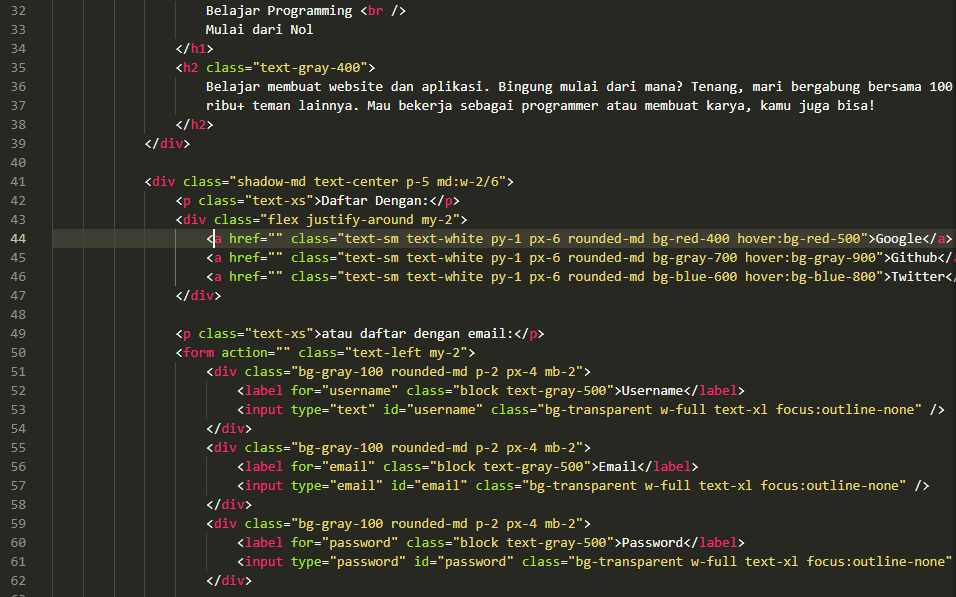 32 Belajar Programming <br />
33 Mulai dari Nol
34 </h1>
35 <h2 class="text-gray-400">
36 Belajar membuat website dan aplikasi. Bingung mulai dari mana? Tenang, mari bergabung bersama 100
37 ribu+ teman lainnya. Mau bekerja sebagai programmer atau membuat karya, kamu juga bisa!
38 </h2>
39 </div>
40
41 <div class="shadow-md text-center p-5 md:w-2/6">
42 <p class="text-xs">Daftar Dengan:</p>
43 <div class="flex justify-around my-2">
44 <a href="" class="text-sm text-white py-1 px-6 rounded-md bg-red-400 hover:bg-red-500">Google</a>
45 <a href="" class="text-sm text-white py-1 px-6 rounded-md bg-gray-700 hover:bg-gray-900">Github</a
46 <a href="" class="text-sm text-white py-1 px-6 rounded-md bg-blue-600 hover:bg-blue-800">Twitter</
47 </div>
48
49 <p class="text-xs">atau daftar dengan email:</p>
50 <form action="" class="text-left my-2">
51 <div class="bg-gray-100 rounded-md p-2 px-4 mb-2">
52 <label for="username" class="block text-gray-500">Username</label>
53 <input type="text" id="username" class="bg-transparent w-full text-xl focus:outline-none" />
54 </div>
55 <div class="bg-gray-100 rounded-md p-2 px-4 mb-2">
56 <label for="email" class="block text-gray-500">Email</label>
57 <input type="email" id="email" class="bg-transparent w-full text-xl focus:outline-none" />
58 </div>
59 <div class="bg-gray-100 rounded-md p-2 px-4 mb-2">
60 <label for="password" class="block text-gray-500">Password</label>
61 <input type="password" id="password" class="bg-transparent w-full text-xl focus:outline-none"
62 </div>